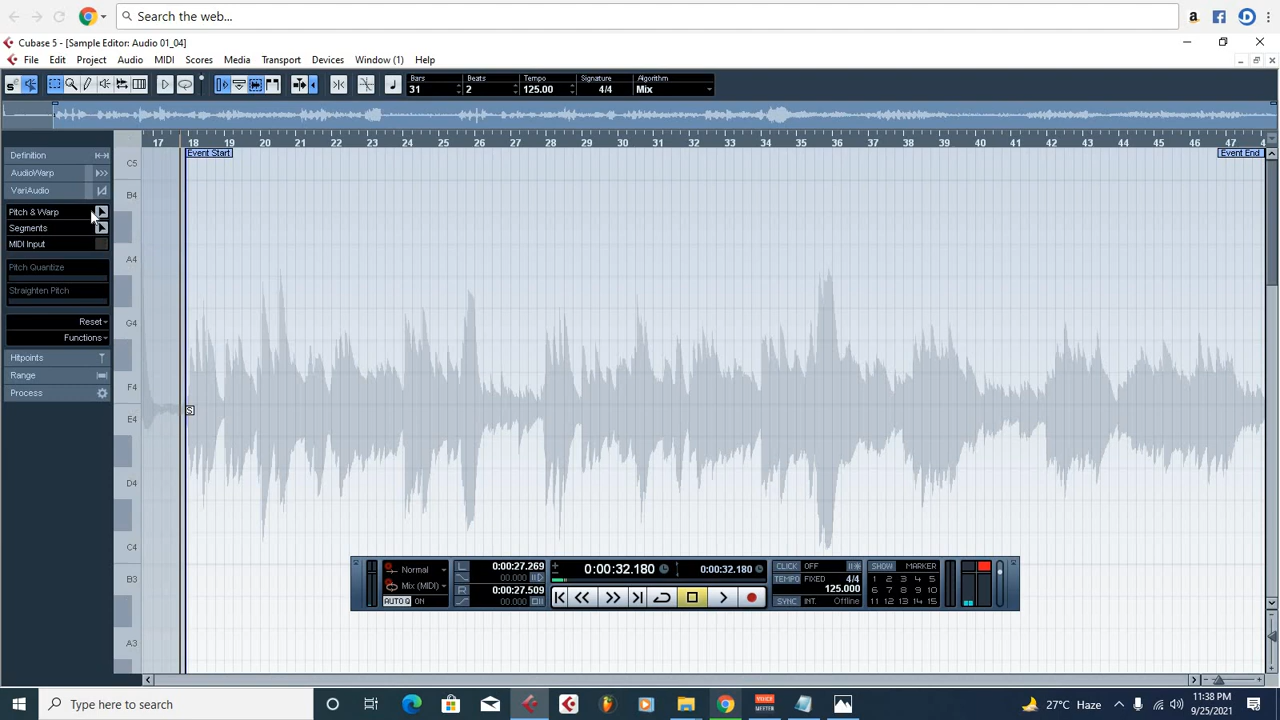 Search the web...
Cubase 5 - [Sample Editor: Audio 01_04]
File Edit Project Audio MIDI Scores Media Transport Devices Window (1) Help
Bars Beats Tempo Signature Algorithm
31 2 125.00 4/4 Mix
17 18 19 20 21 22 23 24 25 26 27 28 29 30 31 32 33 34 35 36 37 38 39 40 41 42 43 44 45 46 47
Event Start Event End
Definition
AudioWarp
VariAudio
Pitch & Warp
Segments
MIDI Input
Pitch Quantize
Straighten Pitch
Reset
Functions
Hitpoints
Range
Process
C5
B4
A4
G4
F4
E4
D4
C4
B3
A3
S
Normal L 0:00:27.269 0:00:32.180 0:00:32.180 CLICK OFF SHOW MARKER
00.000 TEMPO FIXED 4/4 1 2 3 4 5
Mix (MIDI) R 0:00:27.509 125.000 6 7 8 9 10
AUTO Q ON 00.000 SYNC INT. Offline 11 12 13 14 15
Type here to search
VOICE MEETER
27°C Haze
11:38 PM
9/25/2021